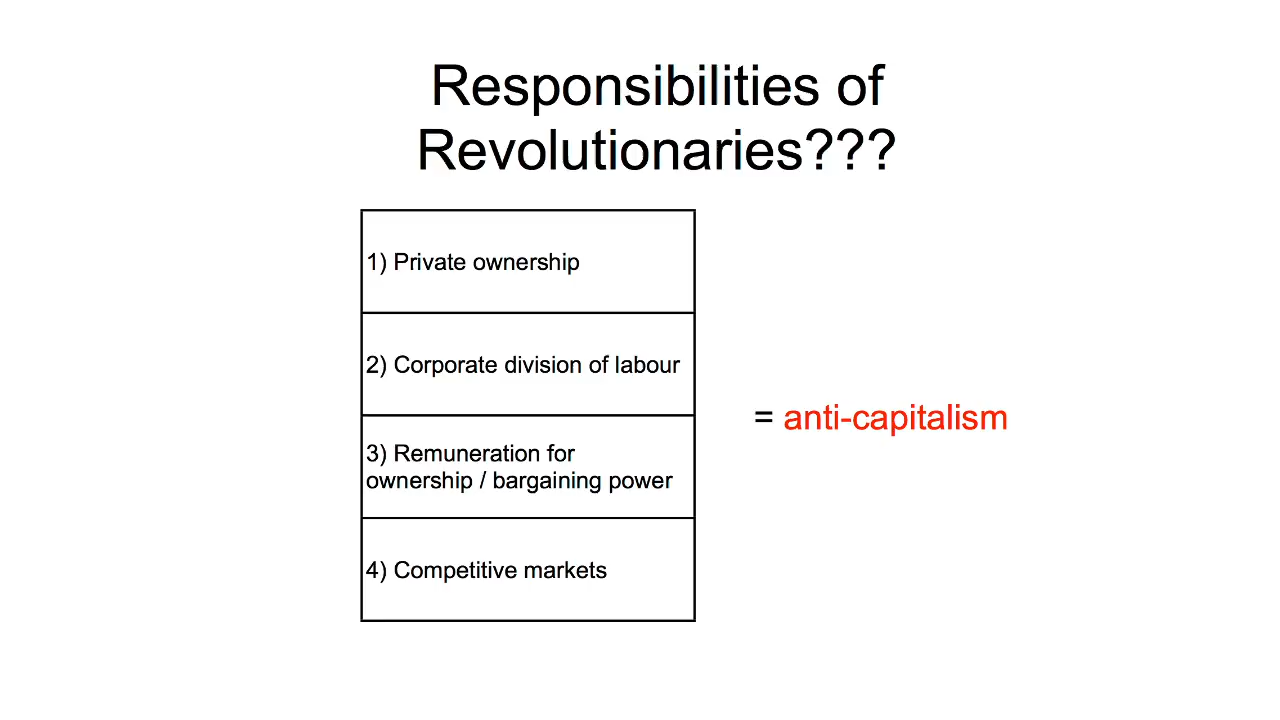 Responsibilities of
Revolutionaries???
1) Private ownership
2) Corporate division of labour
3) Remuneration for
ownership / bargaining power
4) Competitive markets
= anti-capitalism